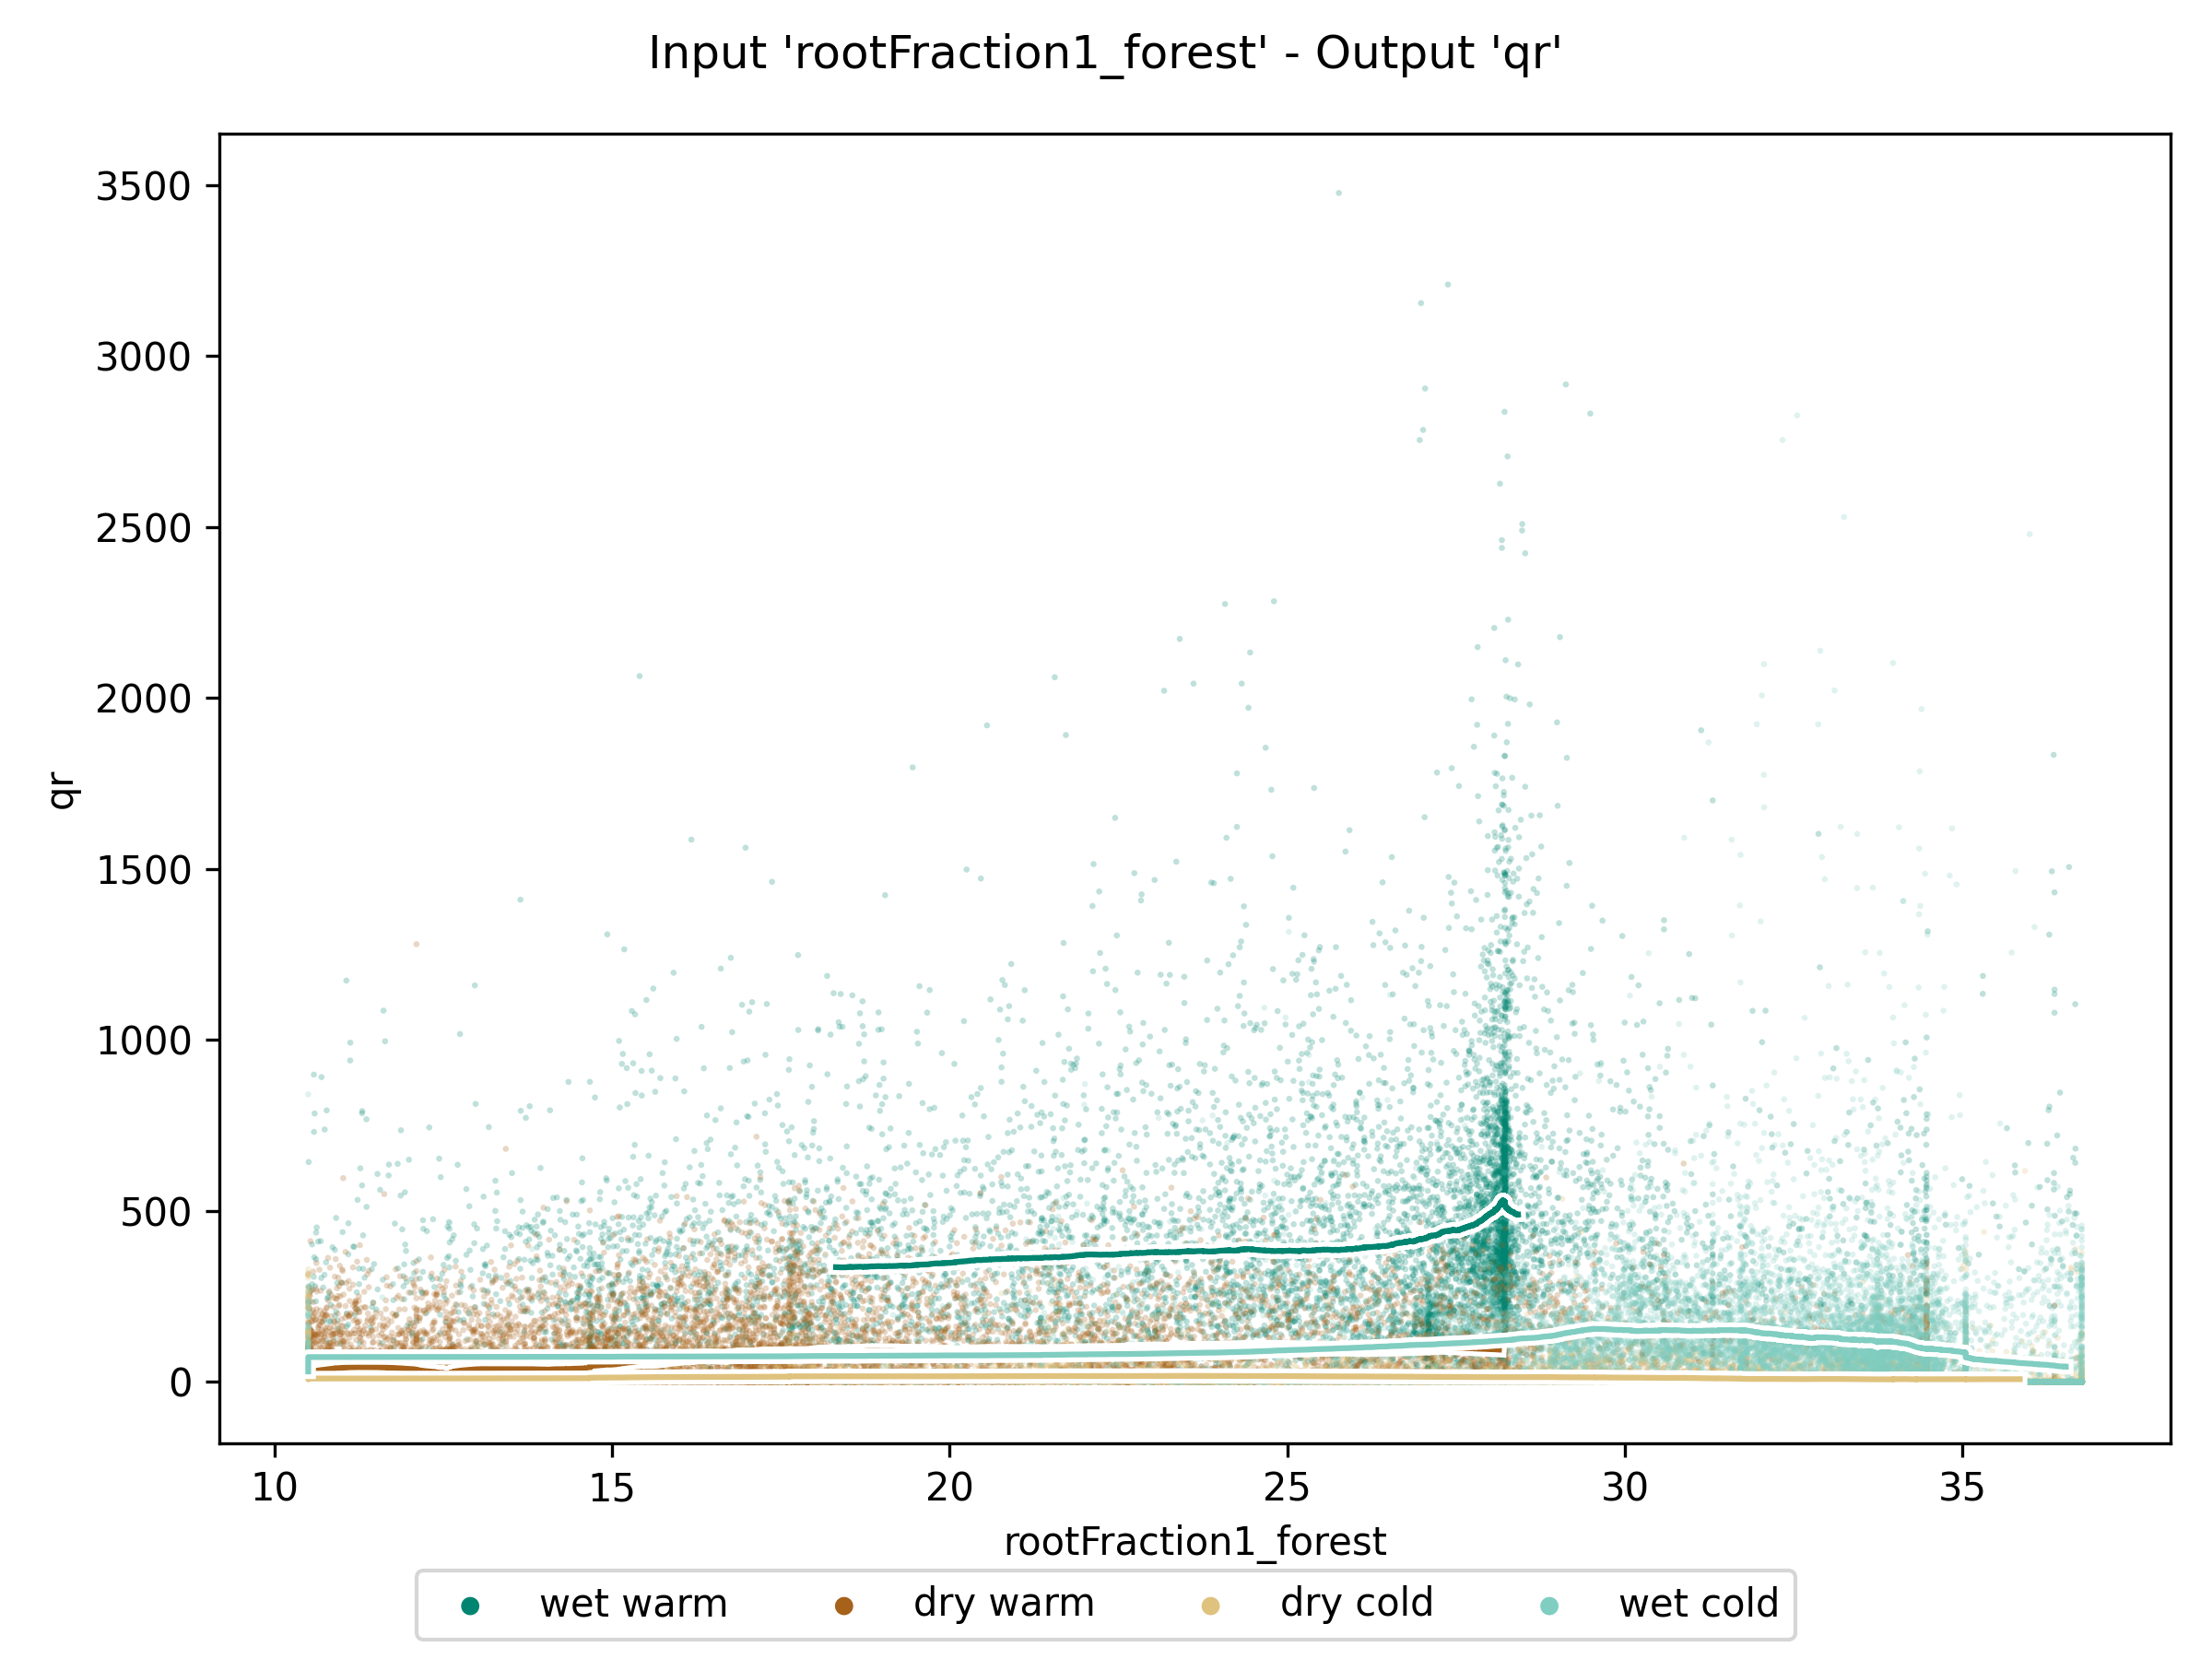 Input 'rootFraction1_forest' - Output 'qr'
3500
3000
2500
2000
1500
1000
500
0
qr
10 15 20 25 30 35
rootFraction1_forest
wet warm dry warm dry cold wet cold